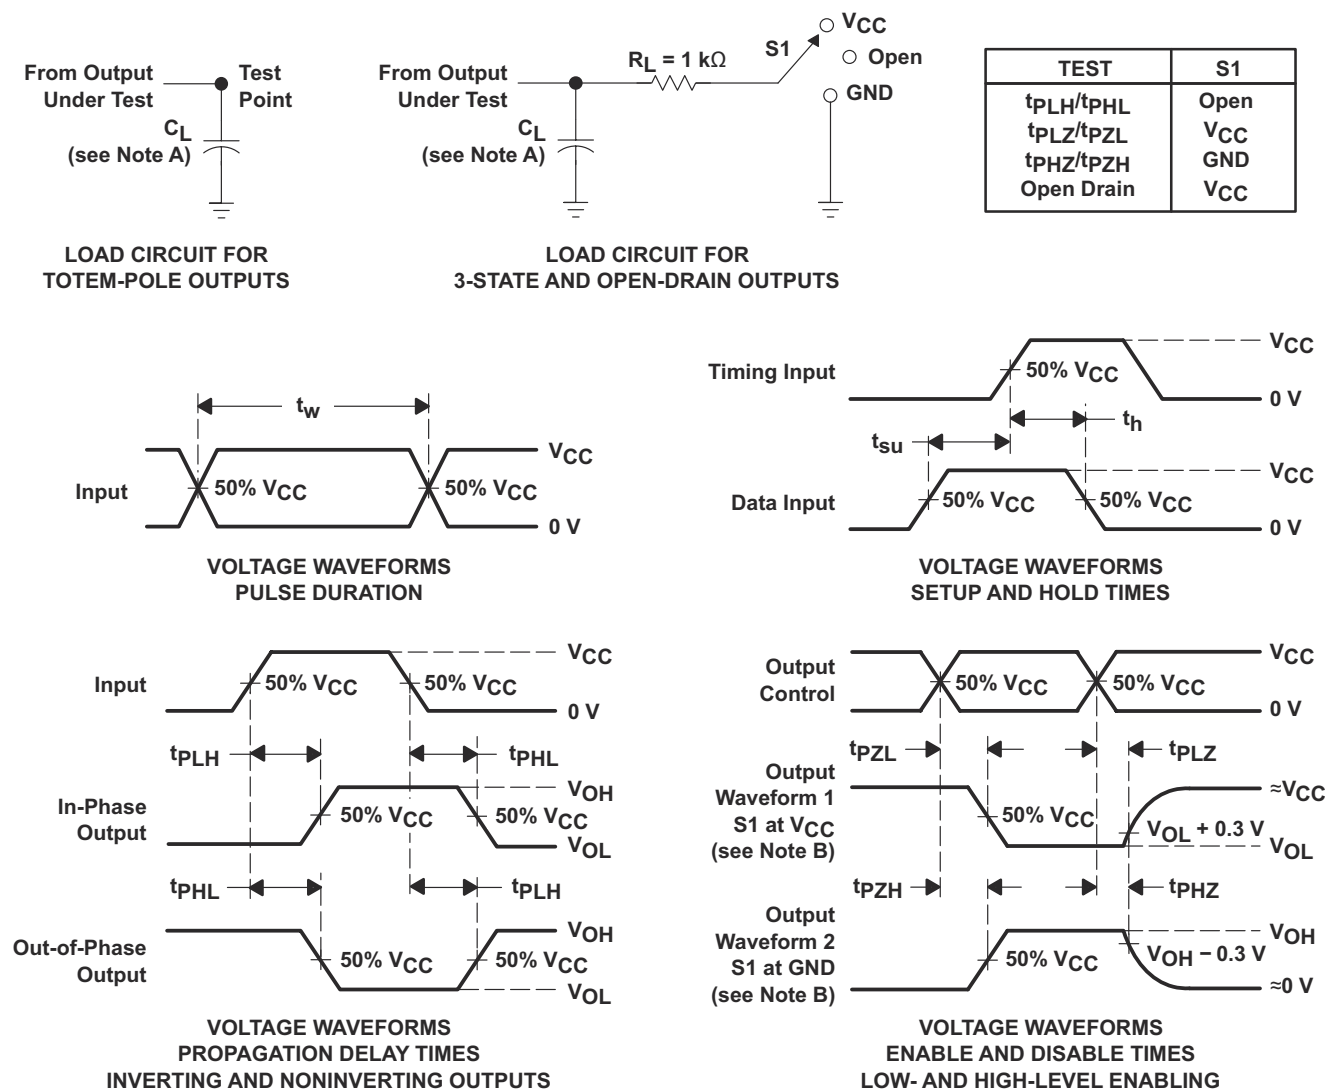 From Output
Under Test
Test
Point
CL
(see Note A)
LOAD CIRCUIT FOR
TOTEM-POLE OUTPUTS
From Output
Under Test
RL = 1 kΩ
S1
VCC
Open
GND
CL
(see Note A)
LOAD CIRCUIT FOR
3-STATE AND OPEN-DRAIN OUTPUTS
TEST S1
tPLH/tPHL Open
tPLZ/tPZL VCC
tPHZ/tPZH GND
Open Drain VCC
tw
Input
50% VCC
50% VCC
VCC
0 V
VOLTAGE WAVEFORMS
PULSE DURATION
Timing Input
50% VCC
VCC
0 V
tsu
th
Data Input
50% VCC
50% VCC
VCC
0 V
VOLTAGE WAVEFORMS
SETUP AND HOLD TIMES
Input
50% VCC
50% VCC
VCC
0 V
tPLH
tPHL
In-Phase
Output
50% VCC
50% VCC
VOH
VOL
tPHL
tPLH
Out-of-Phase
Output
50% VCC
50% VCC
VOH
VOL
VOLTAGE WAVEFORMS
PROPAGATION DELAY TIMES
INVERTING AND NONINVERTING OUTPUTS
Output
Control
50% VCC
50% VCC
VCC
0 V
tPZL
tPLZ
Output
Waveform 1
S1 at VCC
(see Note B)
50% VCC
VOL + 0.3 V
≈VCC
VOL
tPZH
tPHZ
Output
Waveform 2
S1 at GND
(see Note B)
50% VCC
VOH − 0.3 V
VOH
≈0 V
VOLTAGE WAVEFORMS
ENABLE AND DISABLE TIMES
LOW- AND HIGH-LEVEL ENABLING